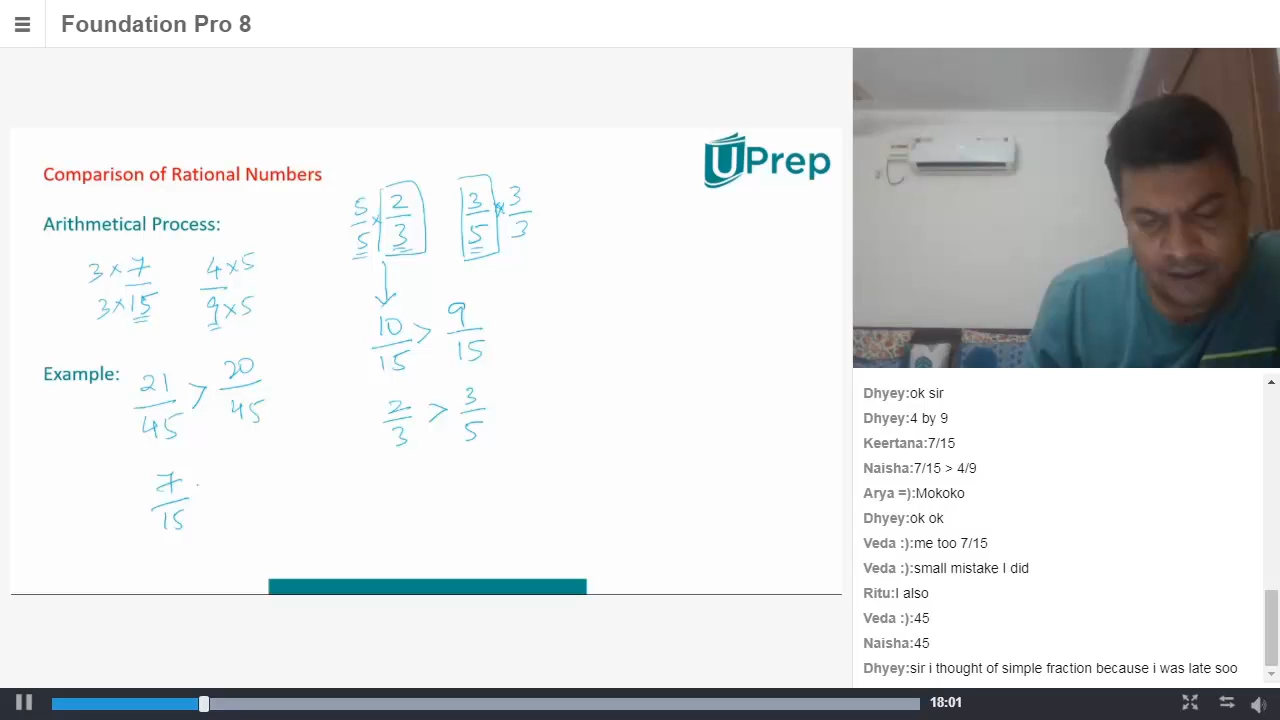 Foundation Pro 8
UPrep
Comparison of Rational Numbers
Arithmetical Process:
5/5 × 2/3   3/5 × 3/3
3 × 7 / 3 × 15   4 × 5 / 9 × 5
10/15 > 9/15
Example:
21/45 > 20/45
2/3 > 3/5
7/15
Dhyey:ok sir
Dhyey:4 by 9
Keertana:7/15
Naisha:7/15 > 4/9
Arya =):Mokoko
Dhyey:ok ok
Veda :):me too 7/15
Veda :):small mistake I did
Ritu:I also
Veda :):45
Naisha:45
Dhyey:sir i thought of simple fraction because i was late soo
18:01